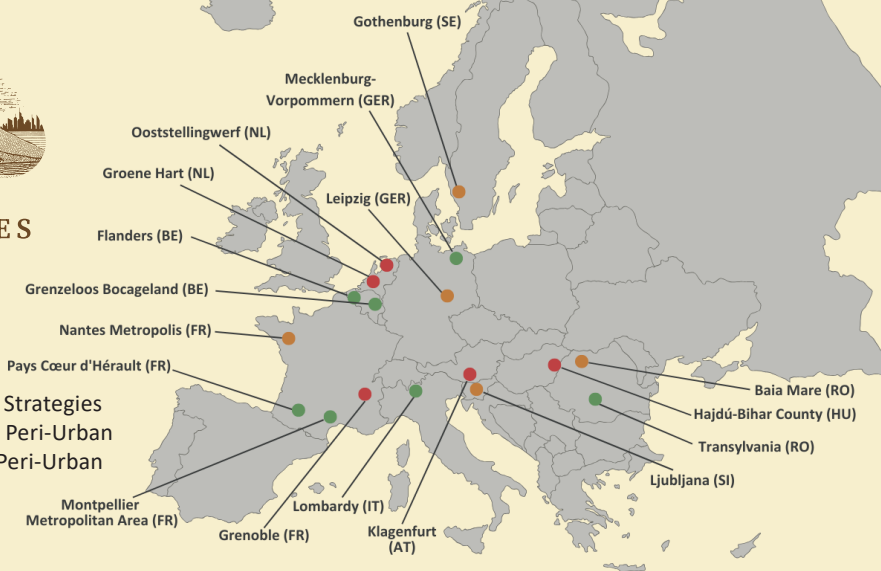 Gothenburg (SE)
Mecklenburg-
Vorpommern (GER)
Ooststellingwerf (NL)
Groene Hart (NL)
Leipzig (GER)
Flanders (BE)
ES
Grenzeloos Bocageland (BE)
Nantes Metropolis (FR)
Pays Cœur d'Hérault (FR)
Strategies
Peri-Urban
Peri-Urban
Baia Mare (RO)
Hajdú-Bihar County (HU)
Transylvania (RO)
Ljubljana (SI)
Montpellier
Metropolitan Area (FR)
Lombardy (IT)
Grenoble (FR)
Klagenfurt
(AT)